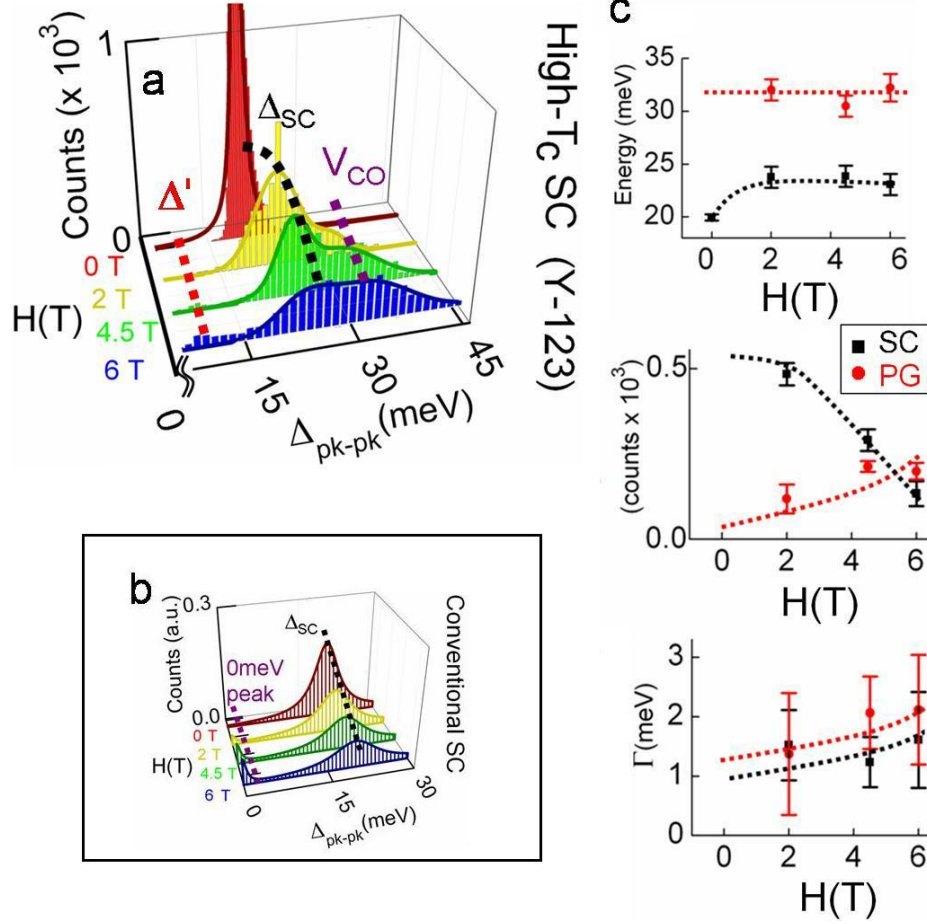 a
Counts (x 10³)
1
0
Δ'
Δ_SC
V_CO
0 T
2 T
4.5 T
6 T
H(T)
0
15
30
45
Δ_pk-pk(meV)
High-Tc SC (Y-123)
b
Counts (a.u.)
0.3
0.0
0meV
peak
Δ_SC
0 T
2 T
4.5 T
6 T
H(T)
0
15
30
Δ_pk-pk(meV)
Conventional SC
c
Energy (meV)
35
30
25
20
0 2 4 6
H(T)
SC
PG
(counts x 10³)
0.5
0.0
0 2 4 6
H(T)
Γ(meV)
3
2
1
0
0 2 4 6
H(T)